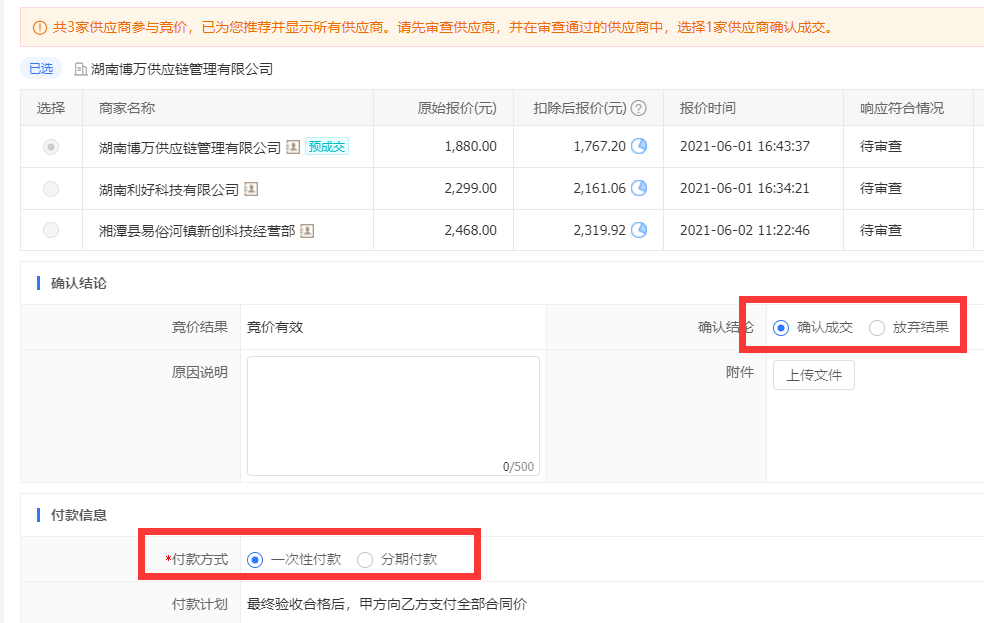 共3家供应商参与竞价，已为您推荐并显示所有供应商。请先审查供应商，并在审查通过的供应商中，选择1家供应商确认成交。
已选 湖南博万供应链管理有限公司
选择 商家名称 原始报价(元) 扣除后报价(元) 报价时间 响应符合情况
湖南博万供应链管理有限公司 预成交 1,880.00 1,767.20 2021-06-01 16:43:37 待审查
湖南利好科技有限公司 2,299.00 2,161.06 2021-06-01 16:34:21 待审查
湘潭县易俗河镇新创科技经营部 2,468.00 2,319.92 2021-06-02 11:22:46 待审查
确认结论
竞价结果 竞价有效 确认结论 确认成交 放弃结果
原因说明 附件 上传文件
0/500
付款信息
*付款方式 一次性付款 分期付款
付款计划 最终验收合格后，甲方向乙方支付全部合同价